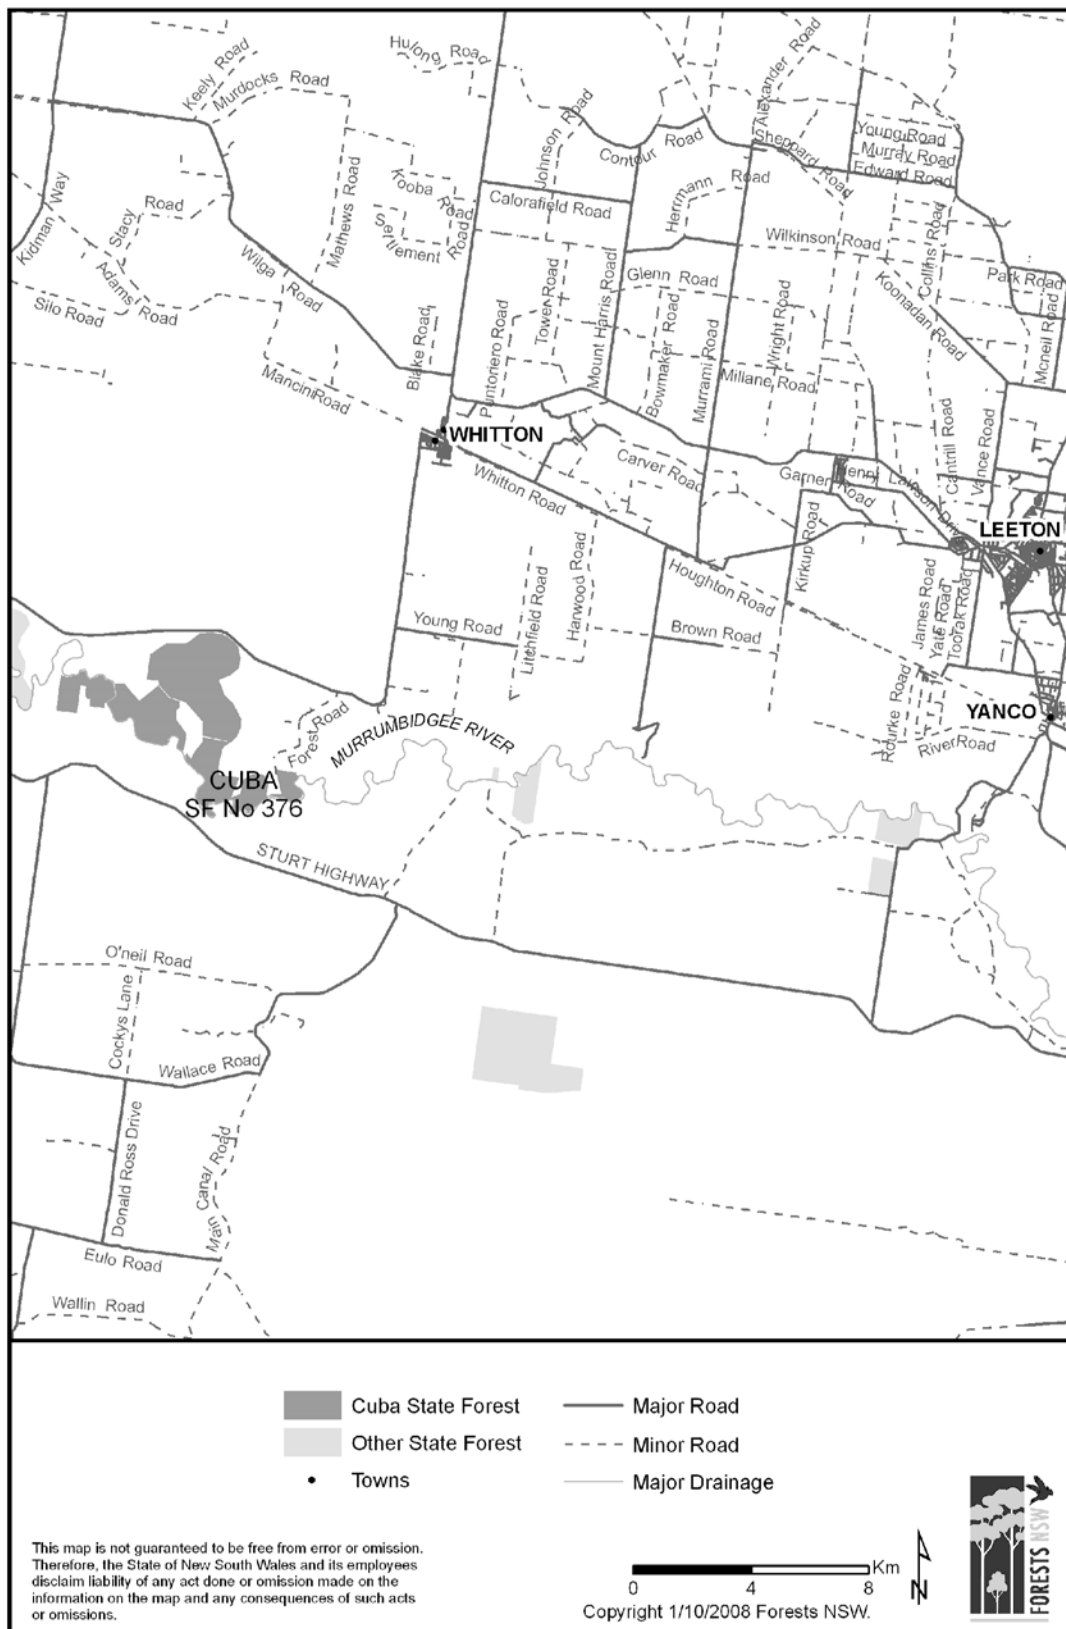 Hulong Road
Keely Road
Murdocks Road
Alexander Road
Johnson Road
Contour Road
Sheppard Road
Young Road
Murray Road
Edward Road
Kidman Way
Stacy Road
Adams Road
Silo Road
Mathews Road
Wilga Road
Kooba Road
Settlement Road
Calorafield Road
Herrmann Road
Wilkinson Road
Collins Road
Park Road
Koonadan Road
Mcneil Road
Glenn Road
Tower Road
Mount Harris Road
Puntoriero Road
Bowmaker Road
Murrami Road
Wright Road
Millane Road
Blake Road
Mancini Road
WHITTON
Whitton Road
Carver Road
Garner Road
Henry Lawson Drive
Cantrill Road
Vance Road
LEETON
Kirkup Road
Houghton Road
Harwood Road
Litchfield Road
Young Road
Brown Road
James Road
Yate Road
Toorak Road
Rourke Road
YANCO
River Road
Forest Road
MURRUMBIDGEE RIVER
CUBA
SF No 376
STURT HIGHWAY
O'neil Road
Cockys Lane
Wallace Road
Donald Ross Drive
Main Canal Road
Eulo Road
Wallin Road
Cuba State Forest
Other State Forest
Towns
Major Road
Minor Road
Major Drainage
This map is not guaranteed to be free from error or omission.
Therefore, the State of New South Wales and its employees
disclaim liability of any act done or omission made on the
information on the map and any consequences of such acts
or omissions.
0 4 8 Km
N
Copyright 1/10/2008 Forests NSW.
FORESTS NSW